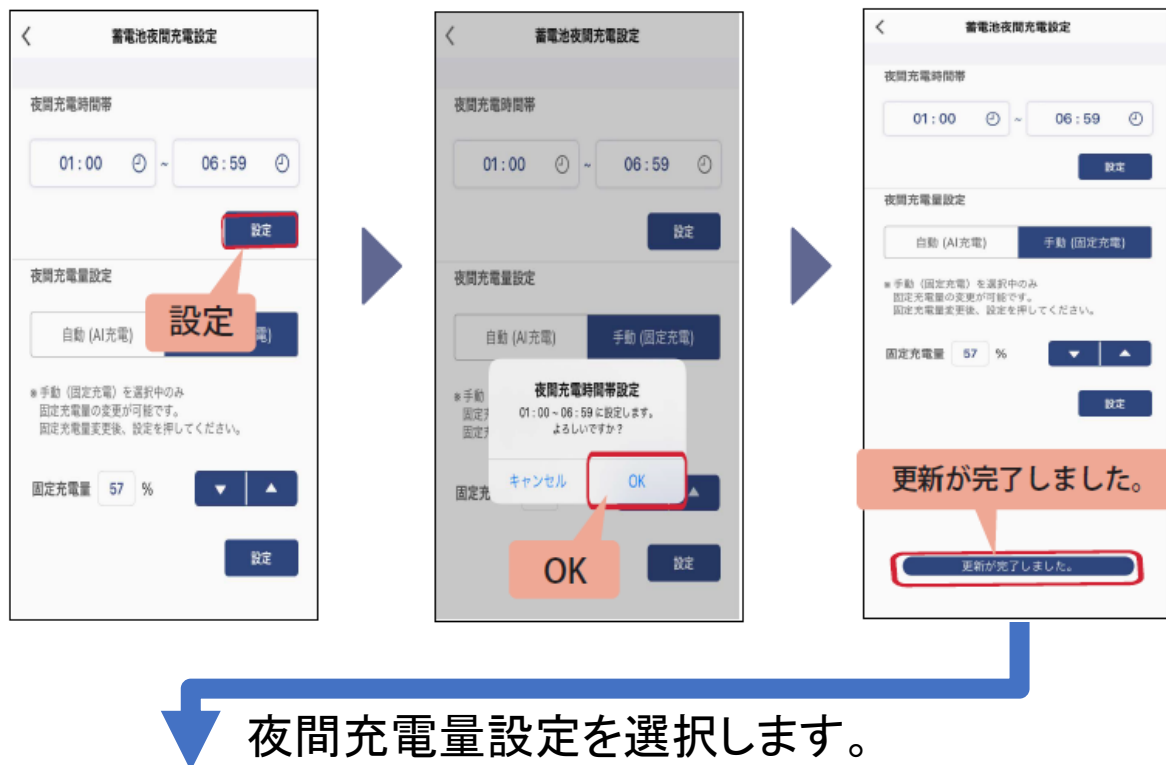 蓄電池夜間充電設定
夜間充電時間帯
01:00 ~ 06:59
設定
夜間充電量設定
設定
自動 (AI充電) 電)
※手動（固定充電）を選択中のみ
固定充電量の変更が可能です。
固定充電量変更後、設定を押してください。
固定充電量 57 %
設定
蓄電池夜間充電設定
夜間充電時間帯
01:00 ~ 06:59
設定
夜間充電量設定
自動 (AI充電) 手動 (固定充電)
※手動
固定充
固定充
夜間充電時間帯設定
01:00~06:59に設定します。
よろしいですか？
キャンセル OK
固定充
OK
設定
蓄電池夜間充電設定
夜間充電時間帯
01:00 ~ 06:59
設定
夜間充電量設定
自動 (AI充電) 手動 (固定充電)
※手動（固定充電）を選択中のみ
固定充電量の変更が可能です。
固定充電量変更後、設定を押してください。
固定充電量 57 %
設定
更新が完了しました。
更新が完了しました。
夜間充電量設定を選択します。